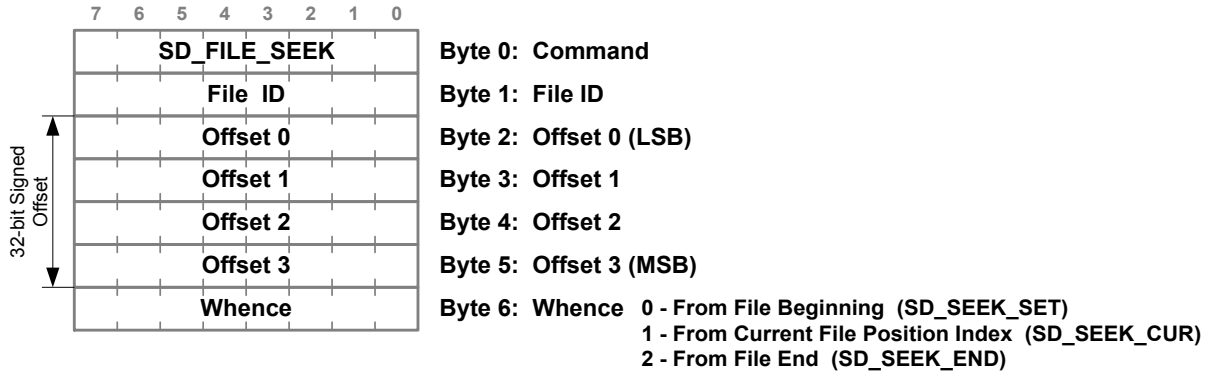 7 6 5 4 3 2 1 0
SD_FILE_SEEK Byte 0: Command
File ID Byte 1: File ID
Offset 0 Byte 2: Offset 0 (LSB)
Offset 1 Byte 3: Offset 1
Offset 2 Byte 4: Offset 2
Offset 3 Byte 5: Offset 3 (MSB)
Whence Byte 6: Whence 0 - From File Beginning (SD_SEEK_SET)
1 - From Current File Position Index (SD_SEEK_CUR)
2 - From File End (SD_SEEK_END)
32-bit Signed
Offset